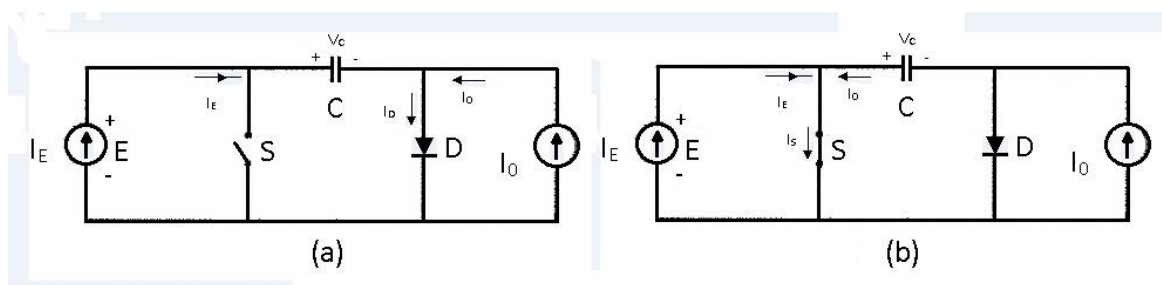 Vc
+ -
IE
C
ID
IO
+
IE
E
-
S
D
I0
(a)
Vc
+ -
IE
IO
C
+
IE
E
-
IS
S
D
I0
(b)